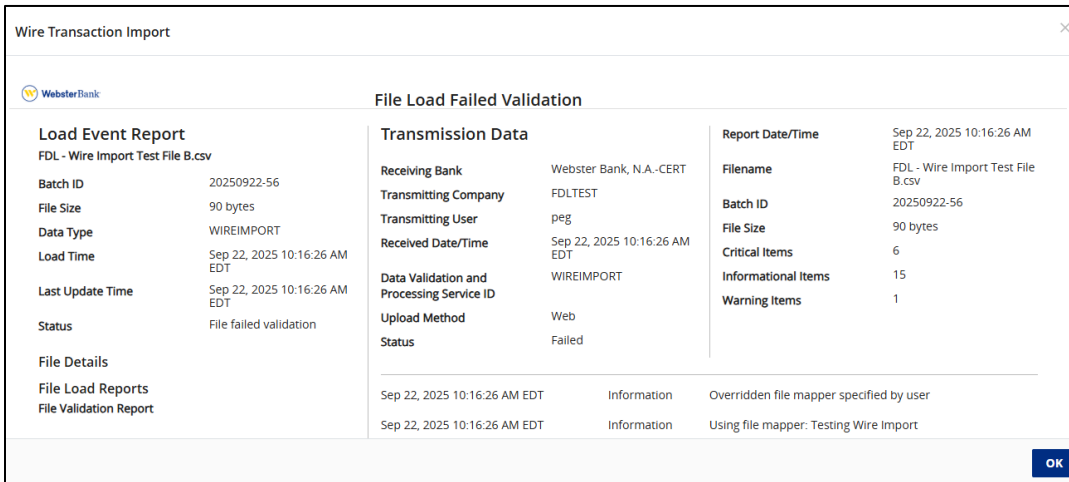 Wire Transaction Import
×
W WebsterBank
File Load Failed Validation
Load Event Report
FDL - Wire Import Test File B.csv
Batch ID 20250922-56
File Size 90 bytes
Data Type WIREIMPORT
Load Time Sep 22, 2025 10:16:26 AM
EDT
Last Update Time Sep 22, 2025 10:16:26 AM
EDT
Status File failed validation
File Details
File Load Reports
File Validation Report
Transmission Data
Receiving Bank Webster Bank, N.A.-CERT
Transmitting Company FDLTEST
Transmitting User peg
Received Date/Time Sep 22, 2025 10:16:26 AM
EDT
Data Validation and WIREIMPORT
Processing Service ID
Upload Method Web
Status Failed
Report Date/Time Sep 22, 2025 10:16:26 AM
EDT
Filename FDL - Wire Import Test File
B.csv
Batch ID 20250922-56
File Size 90 bytes
Critical Items 6
Informational Items 15
Warning Items 1
Sep 22, 2025 10:16:26 AM EDT Information Overridden file mapper specified by user
Sep 22, 2025 10:16:26 AM EDT Information Using file mapper: Testing Wire Import
OK